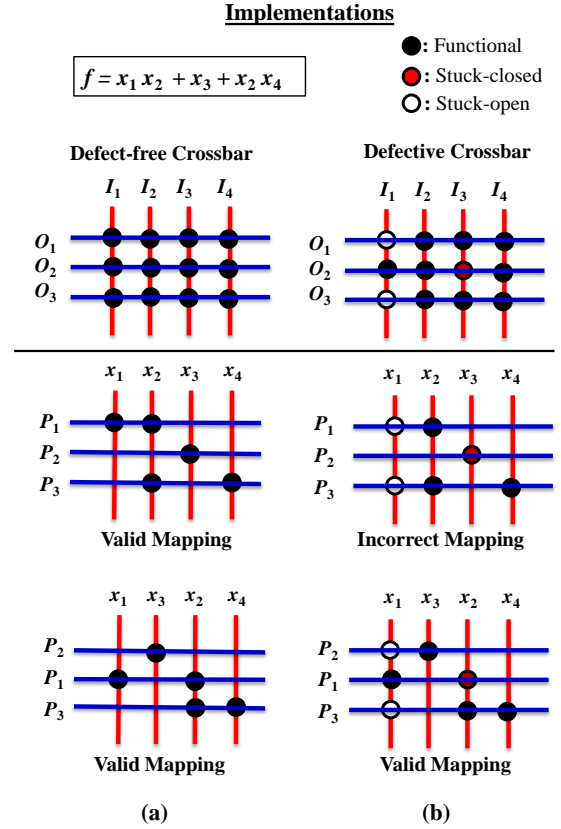 Implementations
f = x1 x2 + x3 + x2 x4
: Functional
: Stuck-closed
: Stuck-open
Defect-free Crossbar
Defective Crossbar
I1 I2 I3 I4
I1 I2 I3 I4
O1
O2
O3
O1
O2
O3
x1 x2 x3 x4
x1 x2 x3 x4
P1
P2
P3
P1
P2
P3
Valid Mapping
Incorrect Mapping
x1 x3 x2 x4
x1 x3 x2 x4
P2
P1
P3
P2
P1
P3
Valid Mapping
Valid Mapping
(a)
(b)